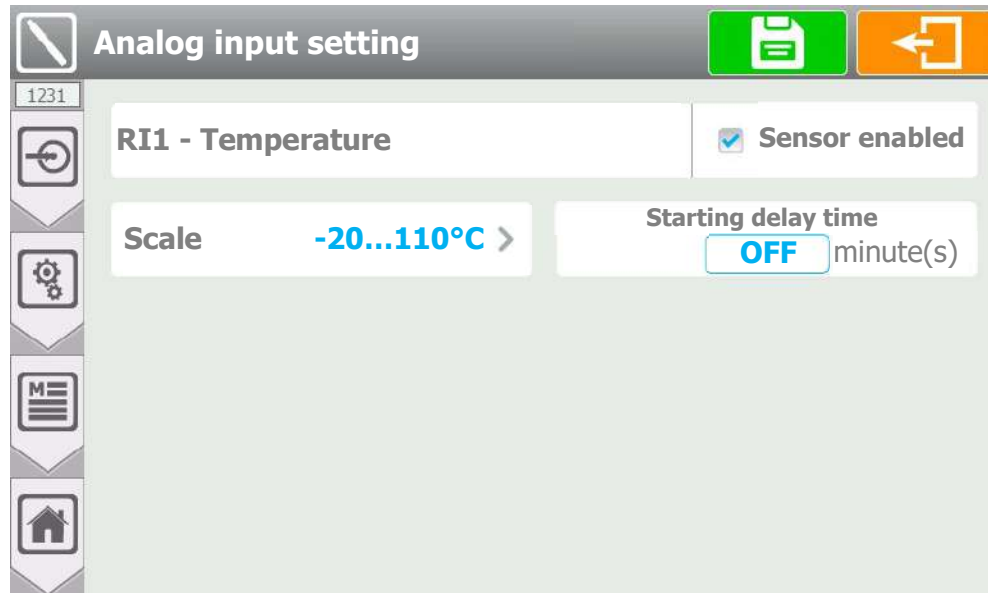 Analog input setting
1231
RI1 - Temperature
Sensor enabled
Scale -20...110°C >
Starting delay time
OFF minute(s)
M